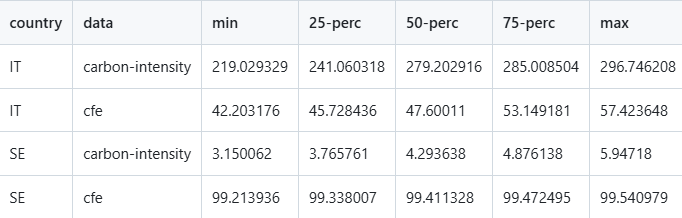 country data min 25-perc 50-perc 75-perc max
IT carbon-intensity 219.029329 241.060318 279.202916 285.008504 296.746208
IT cfe 42.203176 45.728436 47.60011 53.149181 57.423648
SE carbon-intensity 3.150062 3.765761 4.293638 4.876138 5.94718
SE cfe 99.213936 99.338007 99.411328 99.472495 99.540979